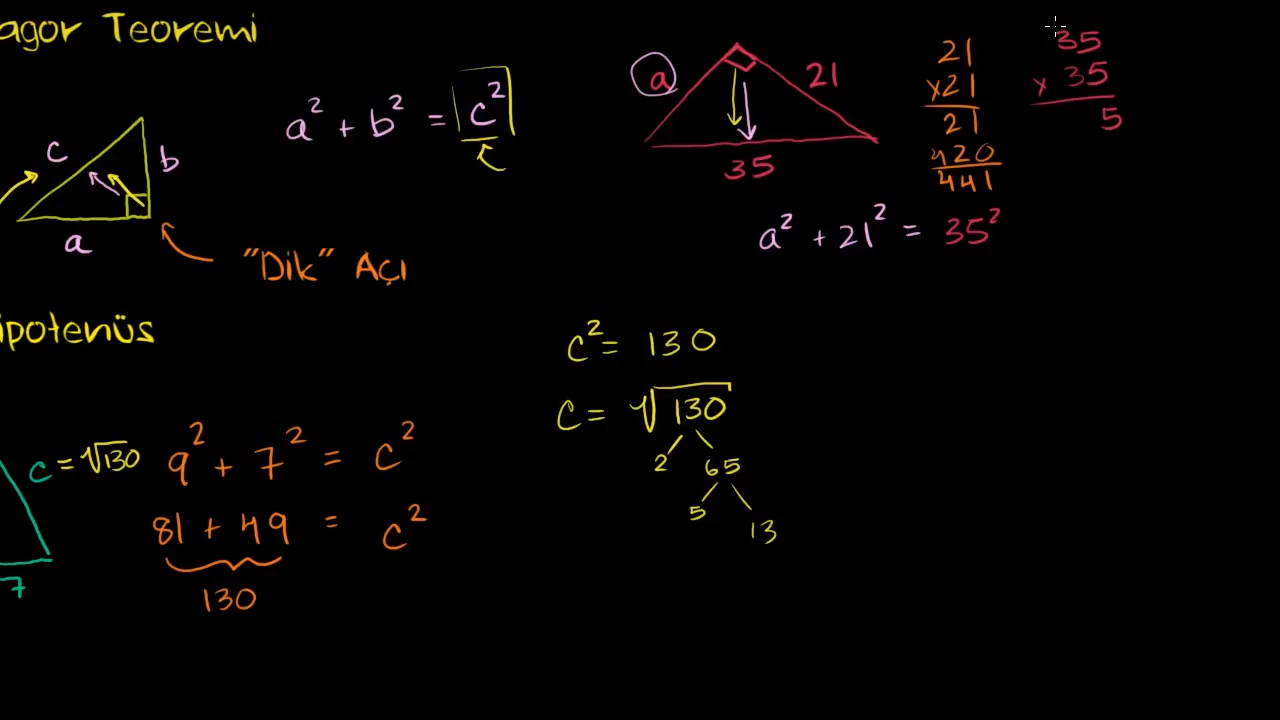 agor Teoremi
a² + b² = c²
c
b
a
"Dik" Açı
ipotenüs
c = √130
7
9² + 7² = c²
81 + 49 = c²
130
a
21
35
21
x21
21
420
441
35
x 35
5
a² + 21² = 35²
c² = 130
c = √130
2 65
5 13